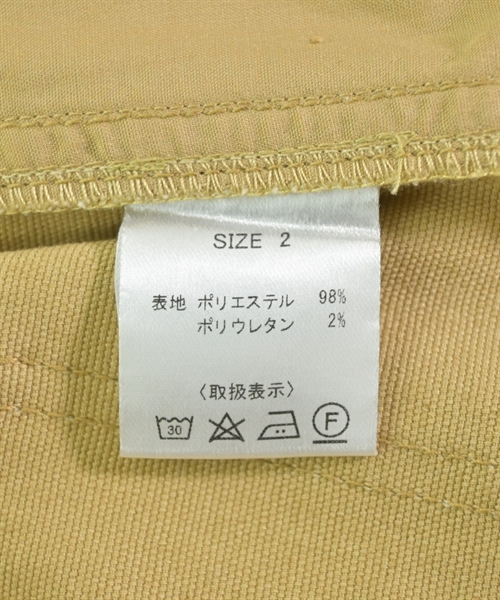 SIZE 2
表地 ポリエステル 98%
ポリウレタン 2%
〈取扱表示〉
30 F